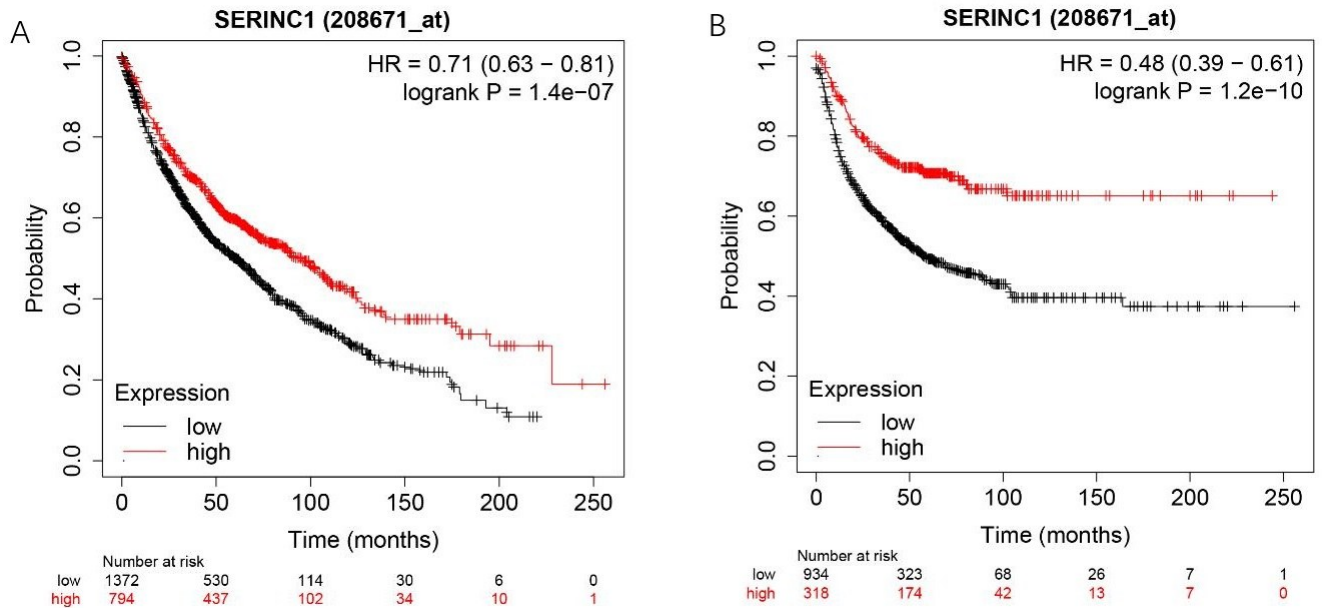 A
SERINC1 (208671_at)
HR = 0.71 (0.63 − 0.81)
logrank P = 1.4e−07
Probability
1.0
0.8
0.6
0.4
0.2
0.0
Expression
low
high
0 50 100 150 200 250
Time (months)
Number at risk
low 1372 530 114 30 6 0
high 794 437 102 34 10 1
B
SERINC1 (208671_at)
HR = 0.48 (0.39 − 0.61)
logrank P = 1.2e−10
Probability
1.0
0.8
0.6
0.4
0.2
0.0
Expression
low
high
0 50 100 150 200 250
Time (months)
Number at risk
low 934 323 68 26 7 1
high 318 174 42 13 7 0